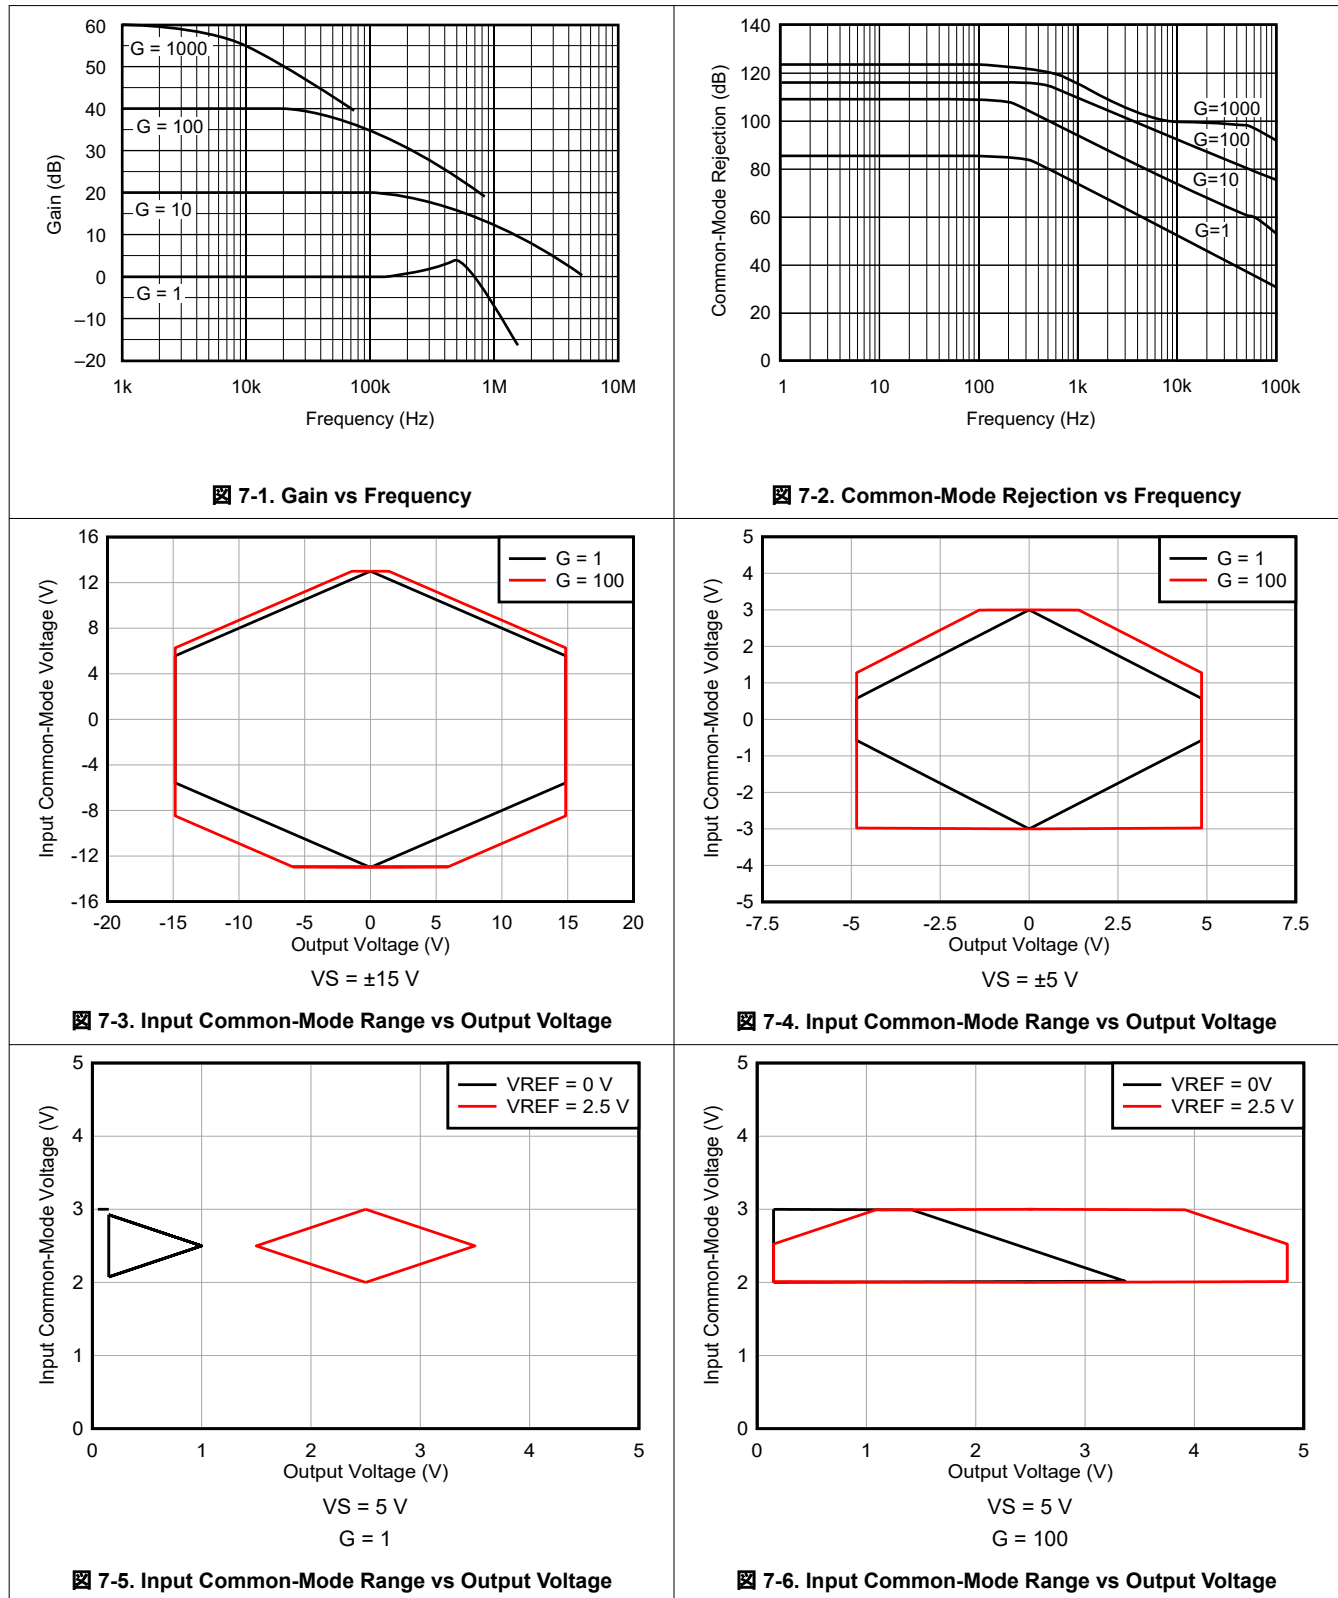 60
50
40
30
20
10
0
–10
–20
Gain (dB)
G = 1000
G = 100
G = 10
G = 1
1k
10k
100k
1M
10M
Frequency (Hz)
図 7-1. Gain vs Frequency
140
120
100
80
60
40
20
0
Common-Mode Rejection (dB)
G=1000
G=100
G=10
G=1
1
10
100
1k
10k
100k
Frequency (Hz)
図 7-2. Common-Mode Rejection vs Frequency
16
12
8
4
0
-4
-8
-12
-16
Input Common-Mode Voltage (V)
G = 1
G = 100
-20
-15
-10
-5
0
5
10
15
20
Output Voltage (V)
VS = ±15 V
図 7-3. Input Common-Mode Range vs Output Voltage
5
4
3
2
1
0
-1
-2
-3
-4
-5
Input Common-Mode Voltage (V)
G = 1
G = 100
-7.5
-5
-2.5
0
2.5
5
7.5
Output Voltage (V)
VS = ±5 V
図 7-4. Input Common-Mode Range vs Output Voltage
5
4
3
2
1
0
Input Common-Mode Voltage (V)
VREF = 0 V
VREF = 2.5 V
0
1
2
3
4
5
Output Voltage (V)
VS = 5 V
G = 1
図 7-5. Input Common-Mode Range vs Output Voltage
5
4
3
2
1
0
Input Common-Mode Voltage (V)
VREF = 0V
VREF = 2.5 V
0
1
2
3
4
5
Output Voltage (V)
VS = 5 V
G = 100
図 7-6. Input Common-Mode Range vs Output Voltage